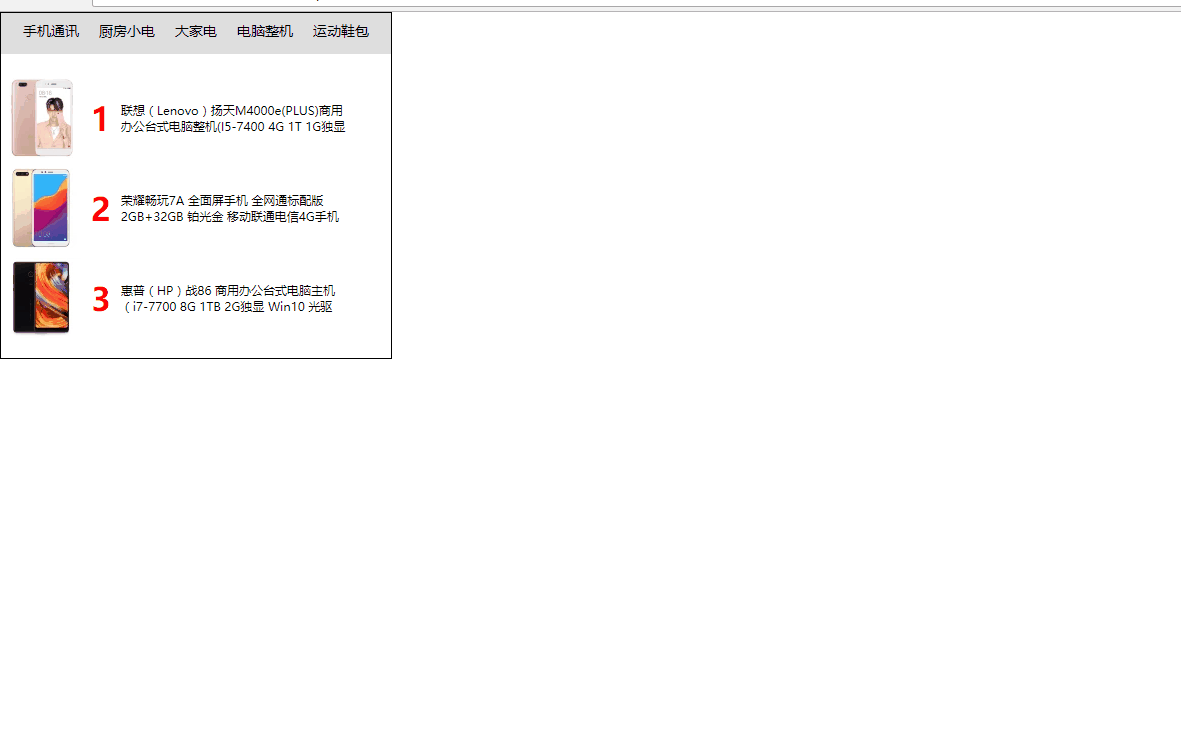 手机通讯 厨房小电 大家电 电脑整机 运动鞋包
1
联想（Lenovo）扬天M4000e(PLUS)商用
办公台式电脑整机(I5-7400 4G 1T 1G独显
2
荣耀畅玩7A 全面屏手机 全网通标配版
2GB+32GB 铂光金 移动联通电信4G手机
3
惠普（HP）战86 商用办公台式电脑主机
（i7-7700 8G 1TB 2G独显 Win10 光驱